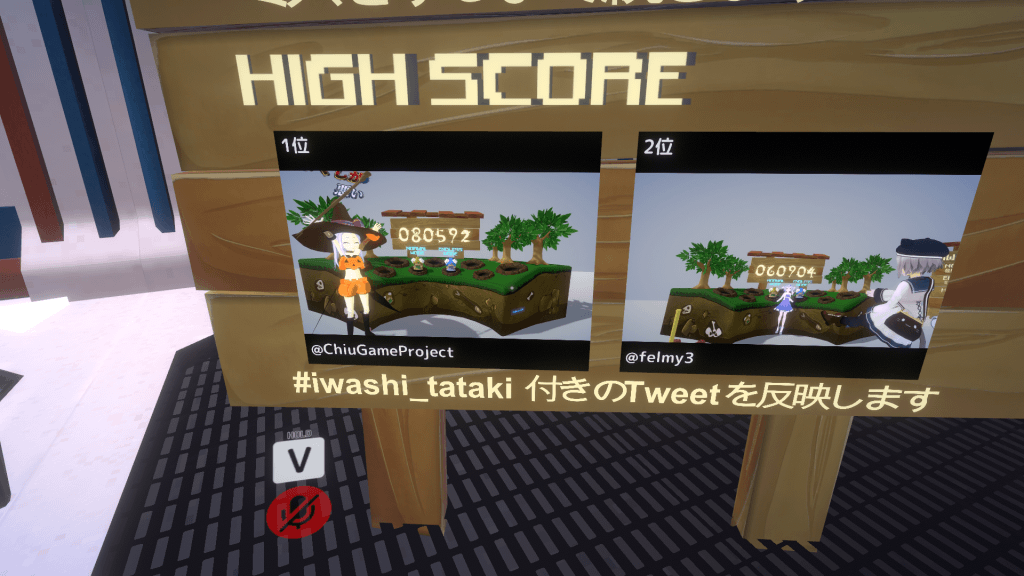 HIGH SCORE
1位
2位
080592
060904
@ChiuGameProject
@felmy3
#iwashi_tataki 付きのTweetを反映します
HOLD
V